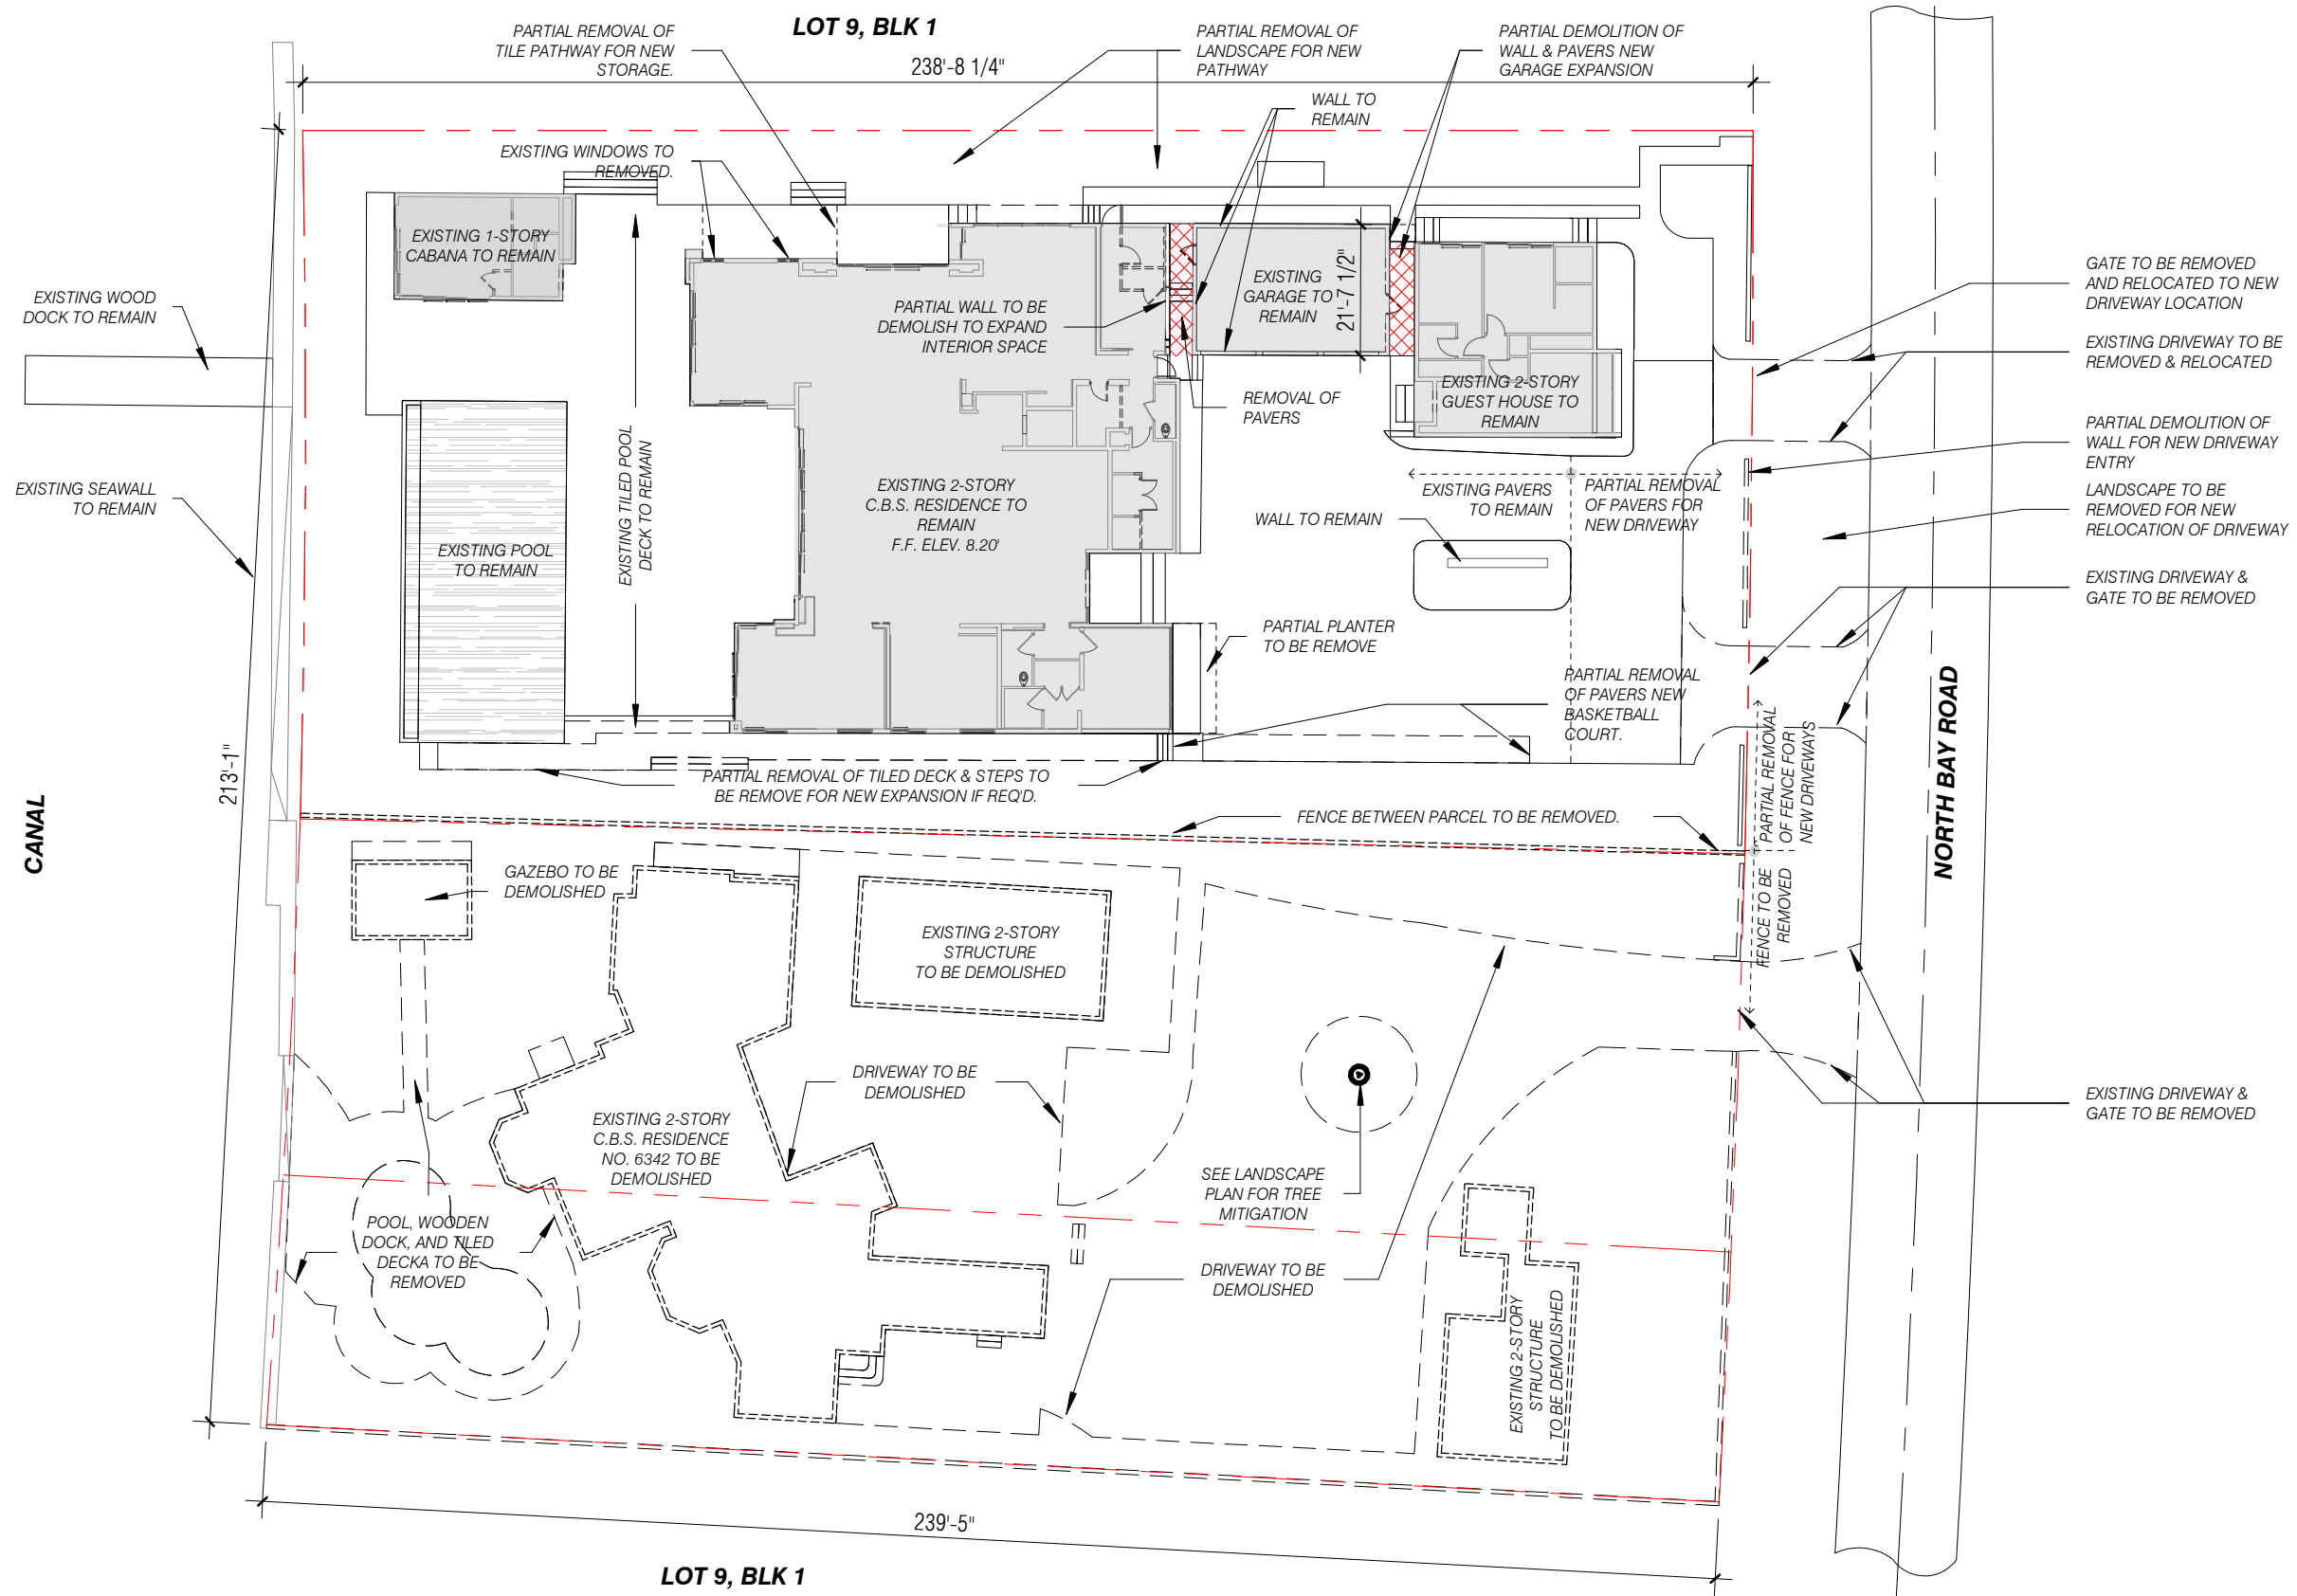 LOT 9, BLK 1
238'-8 1/4"
PARTIAL REMOVAL OF
TILE PATHWAY FOR NEW
STORAGE.
PARTIAL REMOVAL OF
LANDSCAPE FOR NEW
PATHWAY
PARTIAL DEMOLITION OF
WALL & PAVERS NEW
GARAGE EXPANSION
WALL TO
REMAIN
EXISTING WINDOWS TO
REMOVED.
EXISTING 1-STORY
CABANA TO REMAIN
EXISTING WOOD
DOCK TO REMAIN
PARTIAL WALL TO BE
DEMOLISH TO EXPAND
INTERIOR SPACE
EXISTING
GARAGE TO
REMAIN
21'-7 1/2"
GATE TO BE REMOVED
AND RELOCATED TO NEW
DRIVEWAY LOCATION
EXISTING DRIVEWAY TO BE
REMOVED & RELOCATED
REMOVAL OF
PAVERS
EXISTING 2-STORY
GUEST HOUSE TO
REMAIN
PARTIAL DEMOLITION OF
WALL FOR NEW DRIVEWAY
ENTRY
EXISTING SEAWALL
TO REMAIN
EXISTING TILED POOL
DECK TO REMAIN
EXISTING 2-STORY
C.B.S. RESIDENCE TO
REMAIN
F.F. ELEV. 8.20'
EXISTING PAVERS
TO REMAIN
PARTIAL REMOVAL
OF PAVERS FOR
NEW DRIVEWAY
LANDSCAPE TO BE
REMOVED FOR NEW
RELOCATION OF DRIVEWAY
WALL TO REMAIN
EXISTING POOL
TO REMAIN
EXISTING DRIVEWAY &
GATE TO BE REMOVED
PARTIAL PLANTER
TO BE REMOVE
PARTIAL REMOVAL
OF PAVERS NEW
BASKETBALL
COURT.
PARTIAL REMOVAL
OF FENCE FOR
NEW DRIVEWAYS
NORTH BAY ROAD
213'-1"
CANAL
PARTIAL REMOVAL OF TILED DECK & STEPS TO
BE REMOVE FOR NEW EXPANSION IF REQ'D.
FENCE BETWEEN PARCEL TO BE REMOVED.
GAZEBO TO BE
DEMOLISHED
FENCE TO BE
REMOVED
EXISTING 2-STORY
STRUCTURE
TO BE DEMOLISHED
DRIVEWAY TO BE
DEMOLISHED
EXISTING 2-STORY
C.B.S. RESIDENCE
NO. 6342 TO BE
DEMOLISHED
EXISTING DRIVEWAY &
GATE TO BE REMOVED
SEE LANDSCAPE
PLAN FOR TREE
MITIGATION
POOL, WOODEN
DOCK, AND TILED
DECKA TO BE
REMOVED
DRIVEWAY TO BE
DEMOLISHED
EXISTING 2-STORY
STRUCTURE
TO BE DEMOLISHED
239'-5"
LOT 9, BLK 1